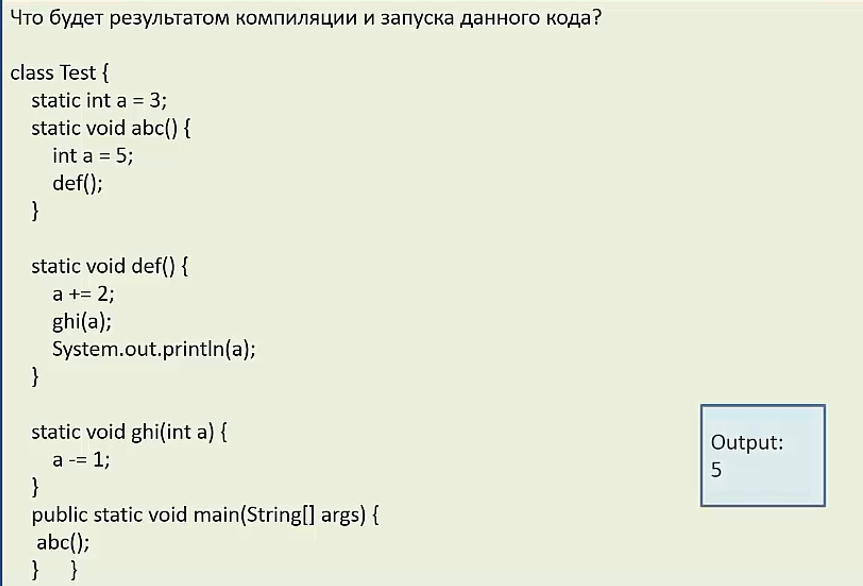 Что будет результатом компиляции и запуска данного кода?
class Test {
static int a = 3;
static void abc() {
int a = 5;
def();
}
static void def() {
a += 2;
ghi(a);
System.out.println(a);
}
static void ghi(int a) {
a -= 1;
}
public static void main(String[] args) {
abc();
} }
Output:
5